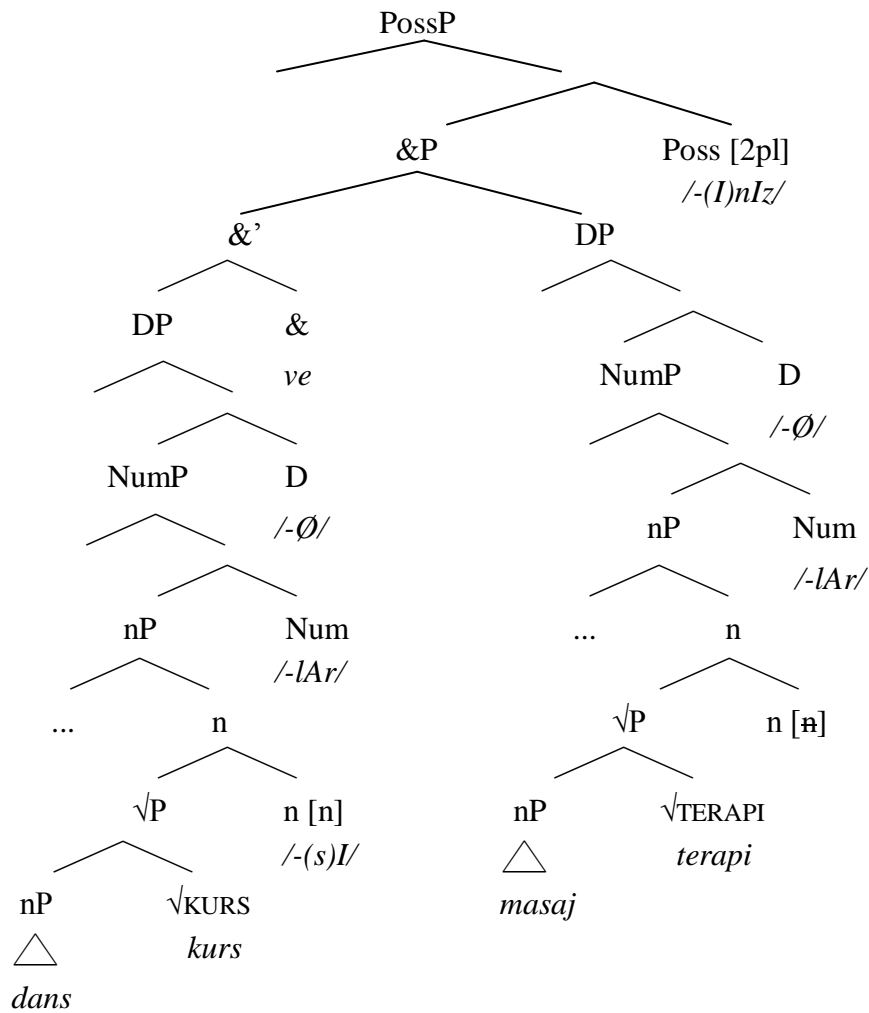 PossP
&P Poss [2pl]
/-(I)nIz/
&’ DP
DP &
ve NumP D
/-Ø/
NumP D
/-Ø/ nP Num
/-lAr/
nP Num ... n
/-lAr/
... n √P n [n]
√P n [n] nP √TERAPI
/-(s)I/ terapi
nP √KURS masaj
kurs
dans